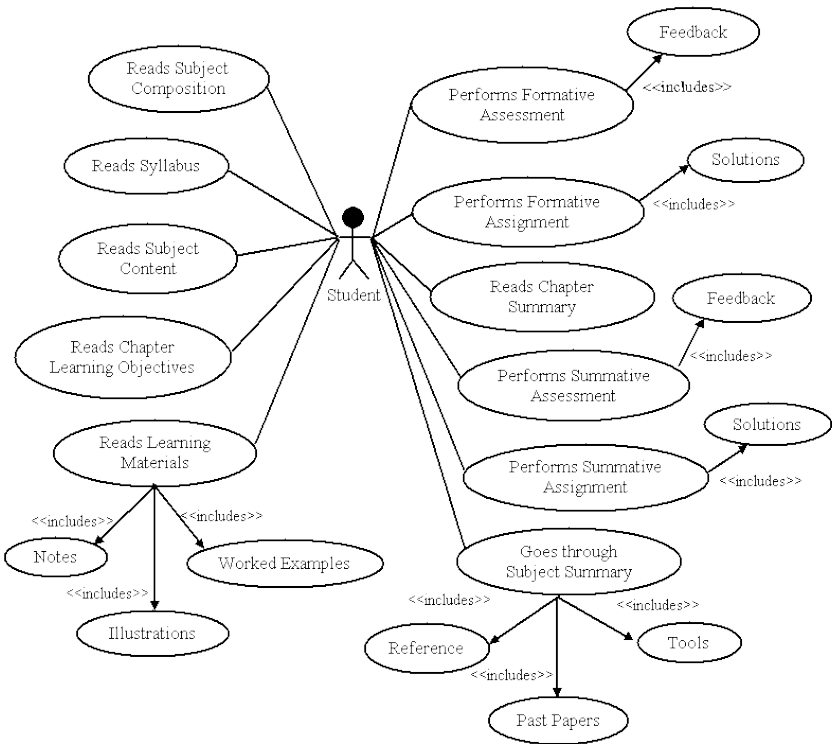 Feedback
Reads Subject
Composition
Performs Formative
Assessment
<<includes>>
Reads Syllabus
Solutions
Performs Formative
Assignment
<<includes>>
Reads Subject
Content
Student
Reads Chapter
Summary
Feedback
Reads Chapter
Learning Objectives
<<includes>>
Performs Summative
Assessment
Solutions
Reads Learning
Materials
Performs Summative
Assignment
<<includes>>
<<includes>>
<<includes>>
Notes
Worked Examples
Goes through
Subject Summary
<<includes>>
Illustrations
<<includes>>
<<includes>>
Reference
Tools
<<includes>>
Past Papers